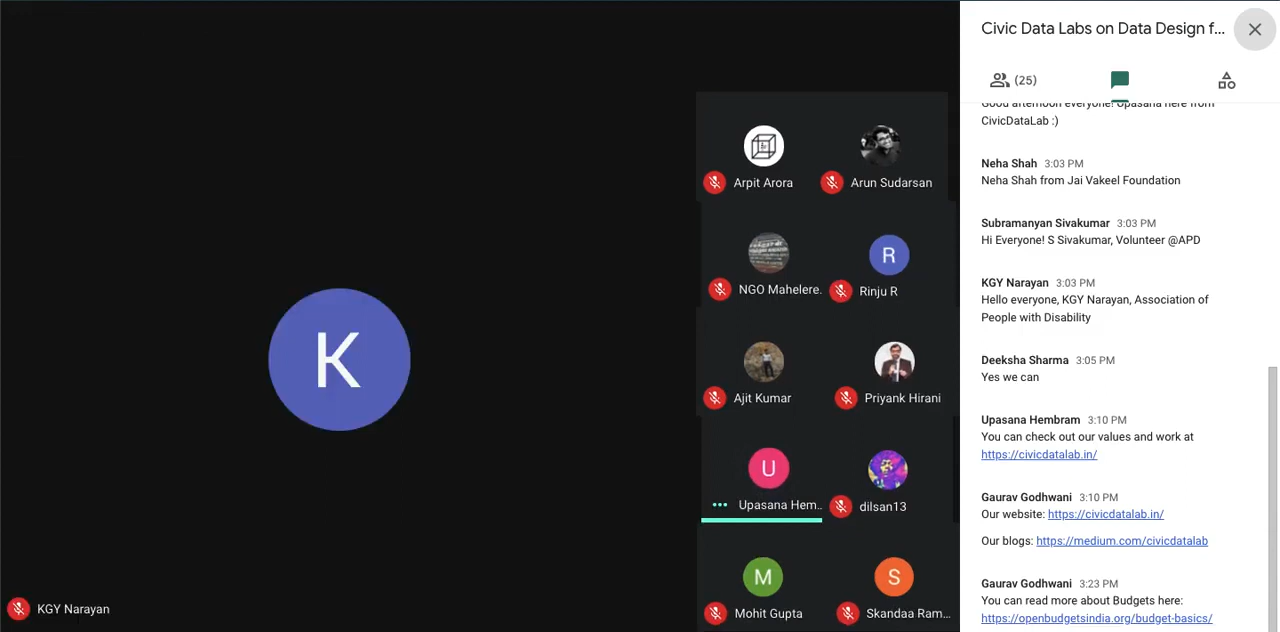 K
KGY Narayan
Arpit Arora
Arun Sudarsan
NGO Mahelere.
R
Rinju R
Ajit Kumar
Priyank Hirani
U
Upasana Hem..
dilsan13
M
Mohit Gupta
S
Skandaa Ram...
Civic Data Labs on Data Design f...
(25)
Good afternoon everyone! Upasana here from
CivicDataLab :)
Neha Shah 3:03 PM
Neha Shah from Jai Vakeel Foundation
Subramanyan Sivakumar 3:03 PM
Hi Everyone! S Sivakumar, Volunteer @APD
KGY Narayan 3:03 PM
Hello everyone, KGY Narayan, Association of
People with Disability
Deeksha Sharma 3:05 PM
Yes we can
Upasana Hembram 3:10 PM
You can check out our values and work at
https://civicdatalab.in/
Gaurav Godhwani 3:10 PM
Our website: https://civicdatalab.in/
Our blogs: https://medium.com/civicdatalab
Gaurav Godhwani 3:23 PM
You can read more about Budgets here:
https://openbudgetsindia.org/budget-basics/